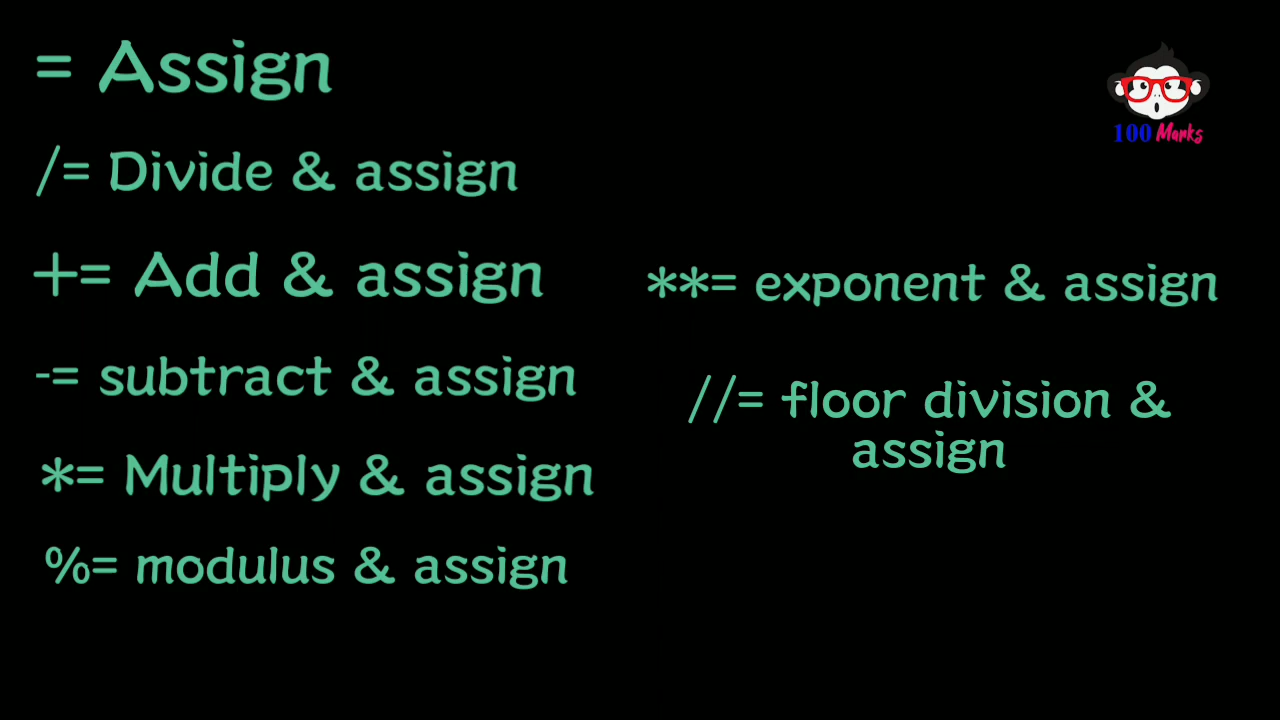 = Assign
/= Divide & assign
+= Add & assign
-= subtract & assign
*= Multiply & assign
%= modulus & assign
**= exponent & assign
//= floor division &
assign
100 Marks